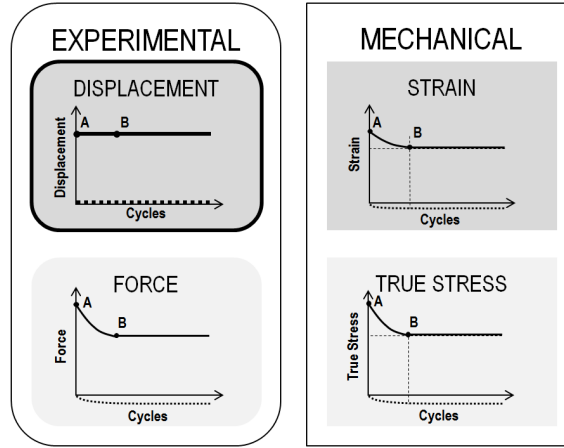 EXPERIMENTAL
DISPLACEMENT
A
B
Displacement
Cycles
FORCE
A
B
Force
Cycles
MECHANICAL
STRAIN
A
B
Strain
Cycles
TRUE STRESS
A
B
True Stress
Cycles